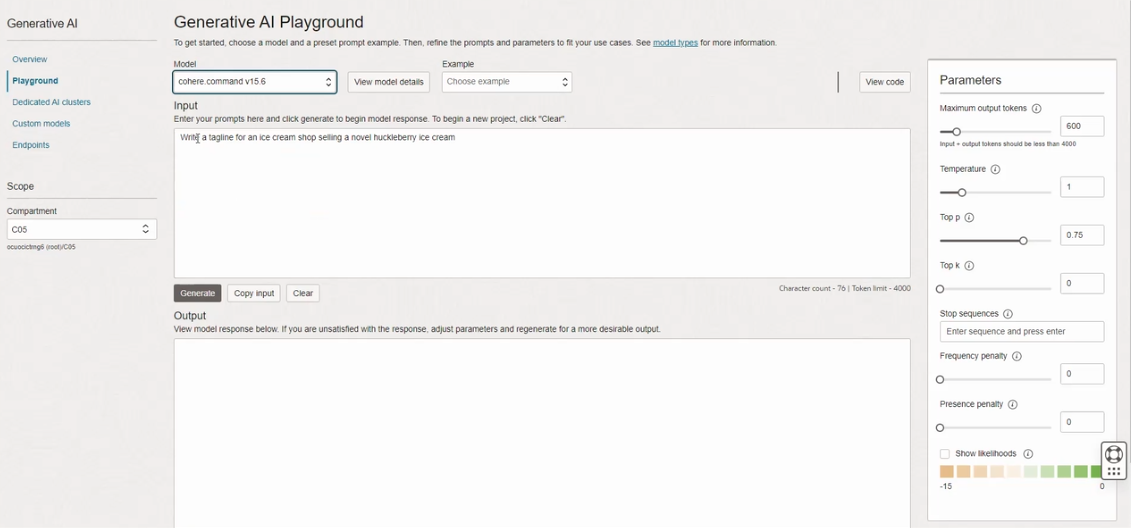 Generative AI
Overview
Playground
Dedicated AI clusters
Custom models
Endpoints
Scope
Compartment
C05
ocuocictrng6 (root)/C05
Generative AI Playground
To get started, choose a model and a preset prompt example. Then, refine the prompts and parameters to fit your use cases. See model types for more information.
Model
cohere.command v15.6
View model details
Example
Choose example
View code
Input
Enter your prompts here and click generate to begin model response. To begin a new project, click "Clear".
Write a tagline for an ice cream shop selling a novel huckleberry ice cream
Generate
Copy input
Clear
Character count - 76 | Token limit - 4000
Output
View model response below. If you are unsatisfied with the response, adjust parameters and regenerate for a more desirable output.
Parameters
Maximum output tokens
600
Input + output tokens should be less than 4000
Temperature
1
Top p
0.75
Top k
0
Stop sequences
Enter sequence and press enter
Frequency penalty
0
Presence penalty
0
Show likelihoods
-15 0